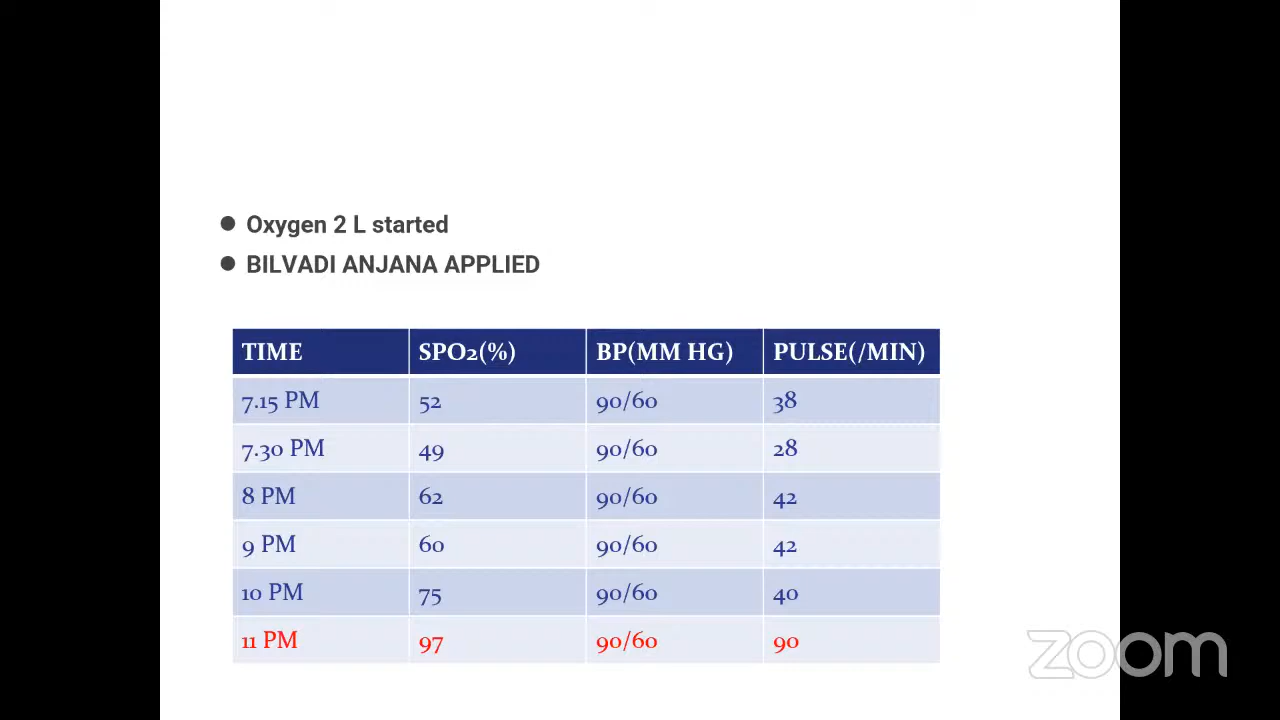 Oxygen 2 L started
BILVADI ANJANA APPLIED
TIME SPO2(%) BP(MM HG) PULSE(/MIN)
7.15 PM 52 90/60 38
7.30 PM 49 90/60 28
8 PM 62 90/60 42
9 PM 60 90/60 42
10 PM 75 90/60 40
11 PM 97 90/60 90
zoom